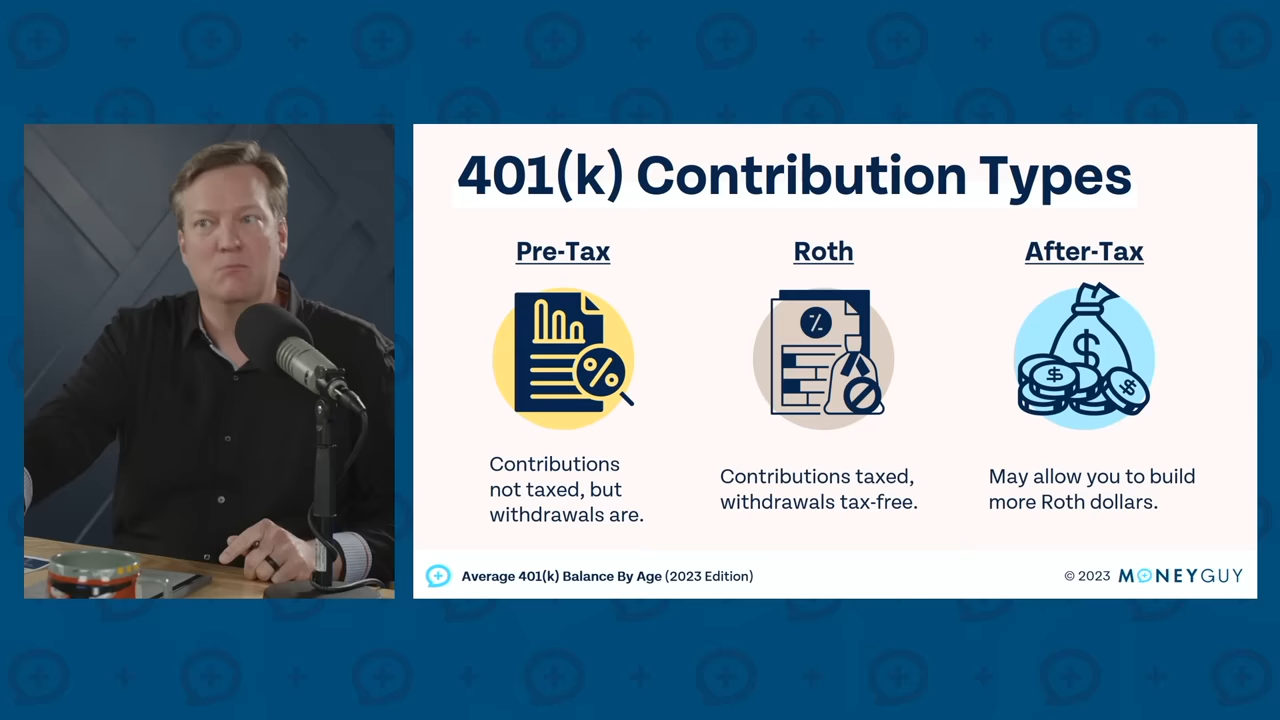 401(k) Contribution Types
Pre-Tax
Roth
After-Tax
Contributions
not taxed, but
withdrawals are.
Contributions taxed,
withdrawals tax-free.
May allow you to build
more Roth dollars.
Average 401(k) Balance By Age (2023 Edition)
© 2023 MONEYGUY